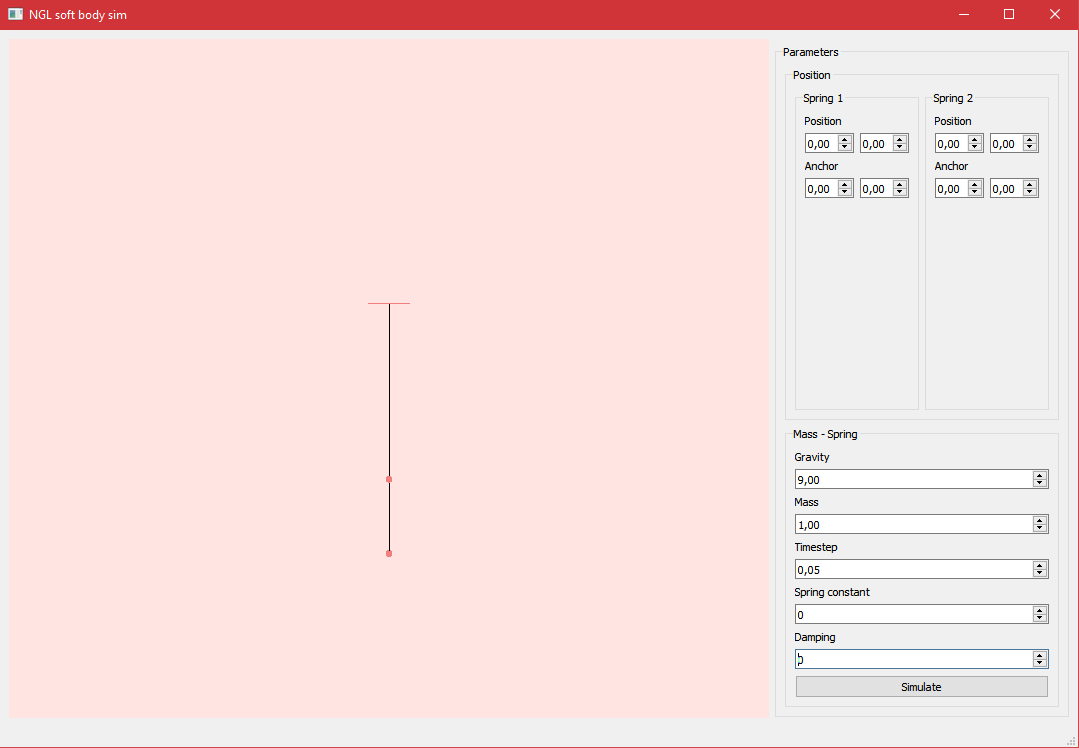 NGL soft body sim
Parameters
Position
Spring 1
Spring 2
Position
Position
0,00 0,00
0,00 0,00
Anchor
Anchor
0,00 0,00
0,00 0,00
Mass - Spring
Gravity
9,00
Mass
1,00
Timestep
0,05
Spring constant
0
Damping
0
Simulate